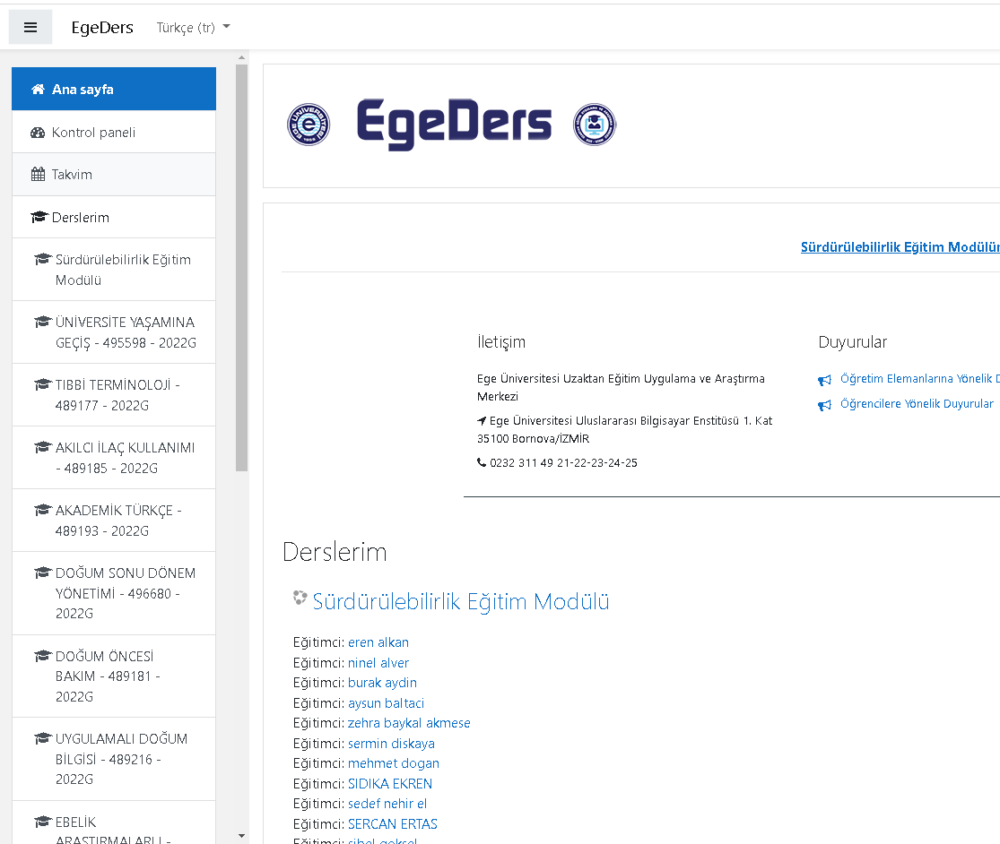 EgeDers
Türkçe (tr)
Ana sayfa
Kontrol paneli
Takvim
Derslerim
Sürdürülebilirlik Eğitim
Modülü
ÜNİVERSİTE YAŞAMINA
GEÇİŞ - 495598 - 2022G
TIBBİ TERMİNOLOJİ -
489177 - 2022G
AKILCI İLAÇ KULLANIMI
- 489185 - 2022G
AKADEMİK TÜRKÇE -
489193 - 2022G
DOĞUM SONU DÖNEM
YÖNETİMİ - 496680 -
2022G
DOĞUM ÖNCESİ
BAKIM - 489181 -
2022G
UYGULAMALI DOĞUM
BİLGİSİ - 489216 -
2022G
EBELİK
ARAŞTIRMALARI I -
EgeDers
Sürdürülebilirlik Eğitim Modülü
İletişim
Ege Üniversitesi Uzaktan Eğitim Uygulama ve Araştırma
Merkezi
Ege Üniversitesi Uluslararası Bilgisayar Enstitüsü 1. Kat
35100 Bornova/İZMİR
0232 311 49 21-22-23-24-25
Duyurular
Öğretim Elemanlarına Yönelik
Öğrencilere Yönelik Duyurular
Derslerim
Sürdürülebilirlik Eğitim Modülü
Eğitimci: eren alkan
Eğitimci: ninel alver
Eğitimci: burak aydin
Eğitimci: aysun baltaci
Eğitimci: zehra baykal akmese
Eğitimci: sermin diskaya
Eğitimci: mehmet dogan
Eğitimci: SIDIKA EKREN
Eğitimci: sedef nehir el
Eğitimci: SERCAN ERTAS
Eğitimci: sibel goksel